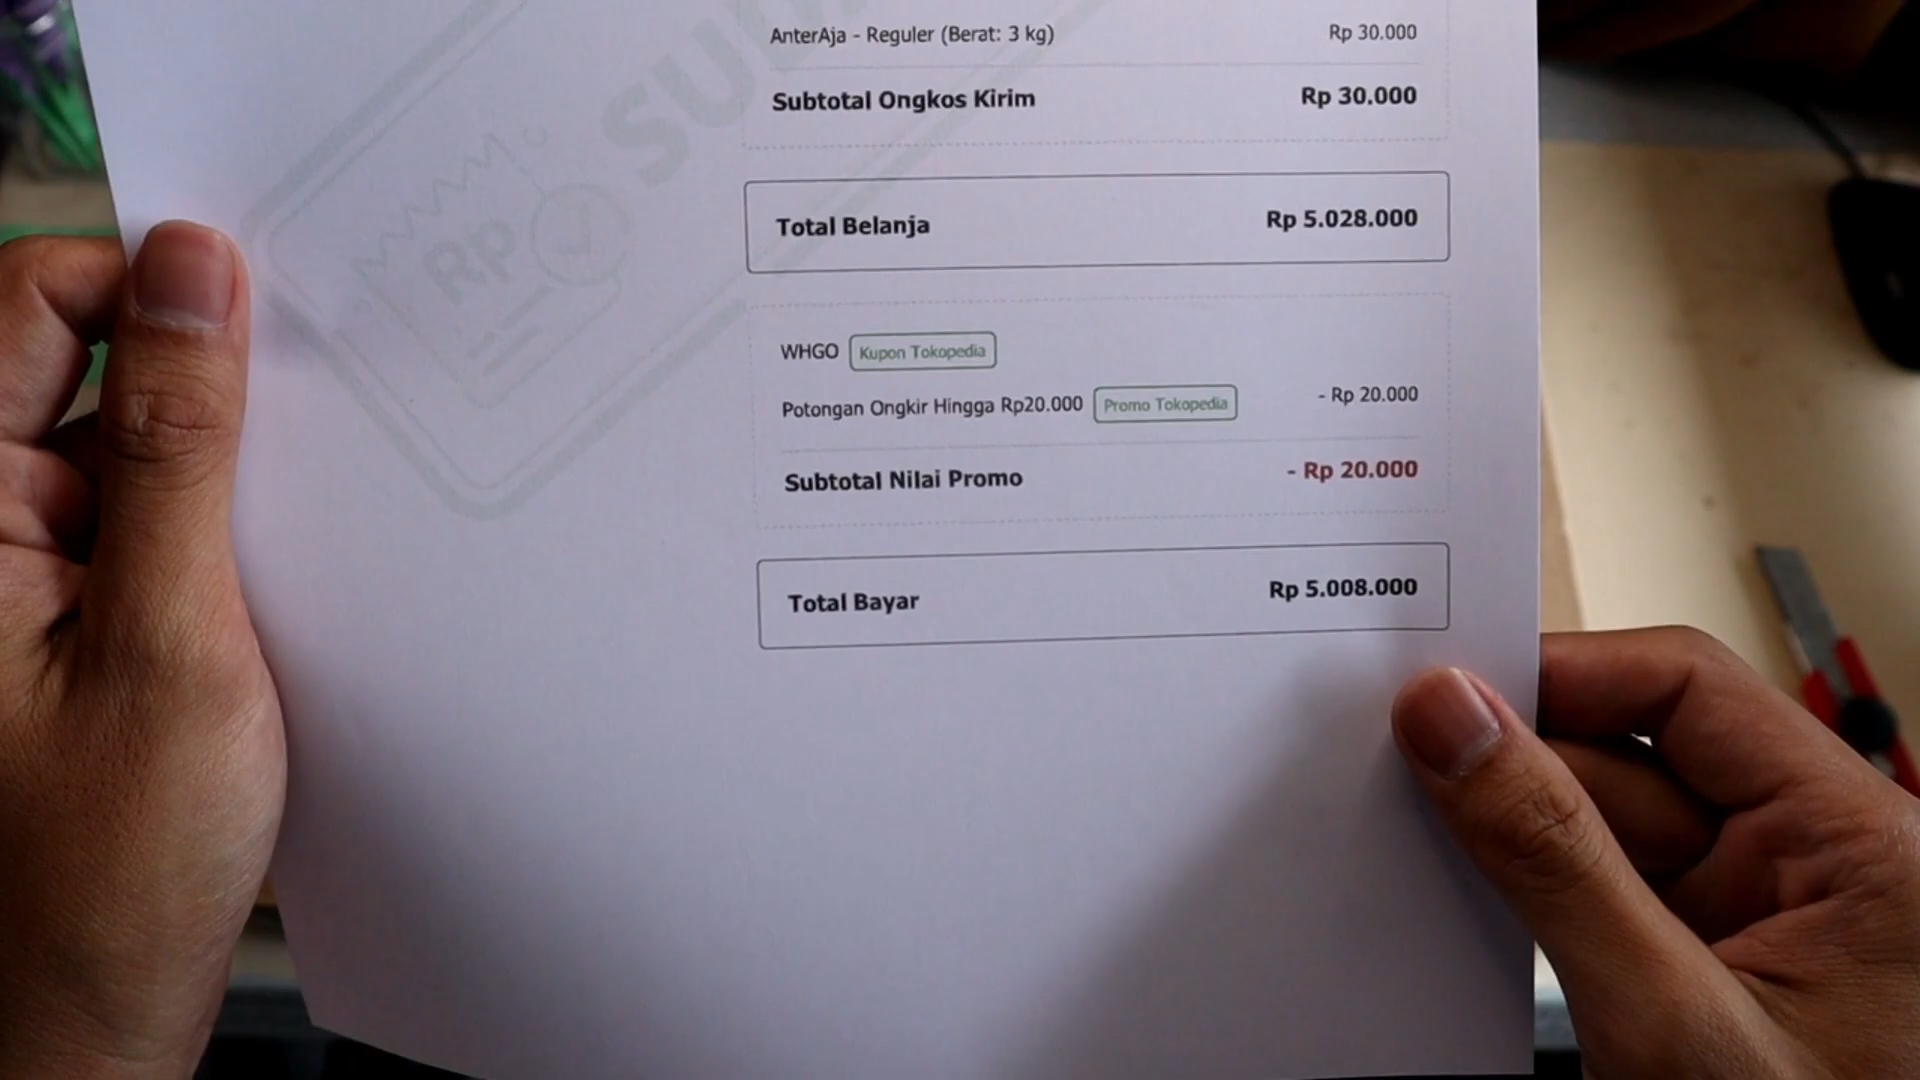 AnterAja - Reguler (Berat: 3 kg) Rp 30.000
Subtotal Ongkos Kirim Rp 30.000
Total Belanja Rp 5.028.000
WHGO Kupon Tokopedia
Potongan Ongkir Hingga Rp20.000 Promo Tokopedia - Rp 20.000
Subtotal Nilai Promo - Rp 20.000
Total Bayar Rp 5.008.000
Rp